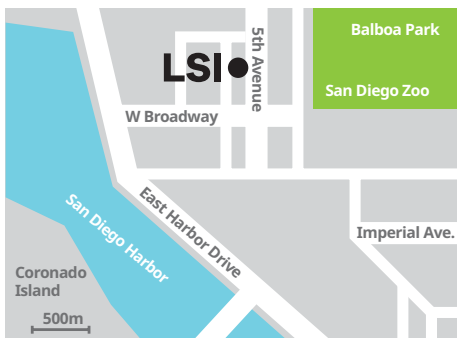 Balboa Park
5th Avenue
LSI
San Diego Zoo
W Broadway
East Harbor Drive
San Diego Harbor
Imperial Ave.
Coronado
Island
500m